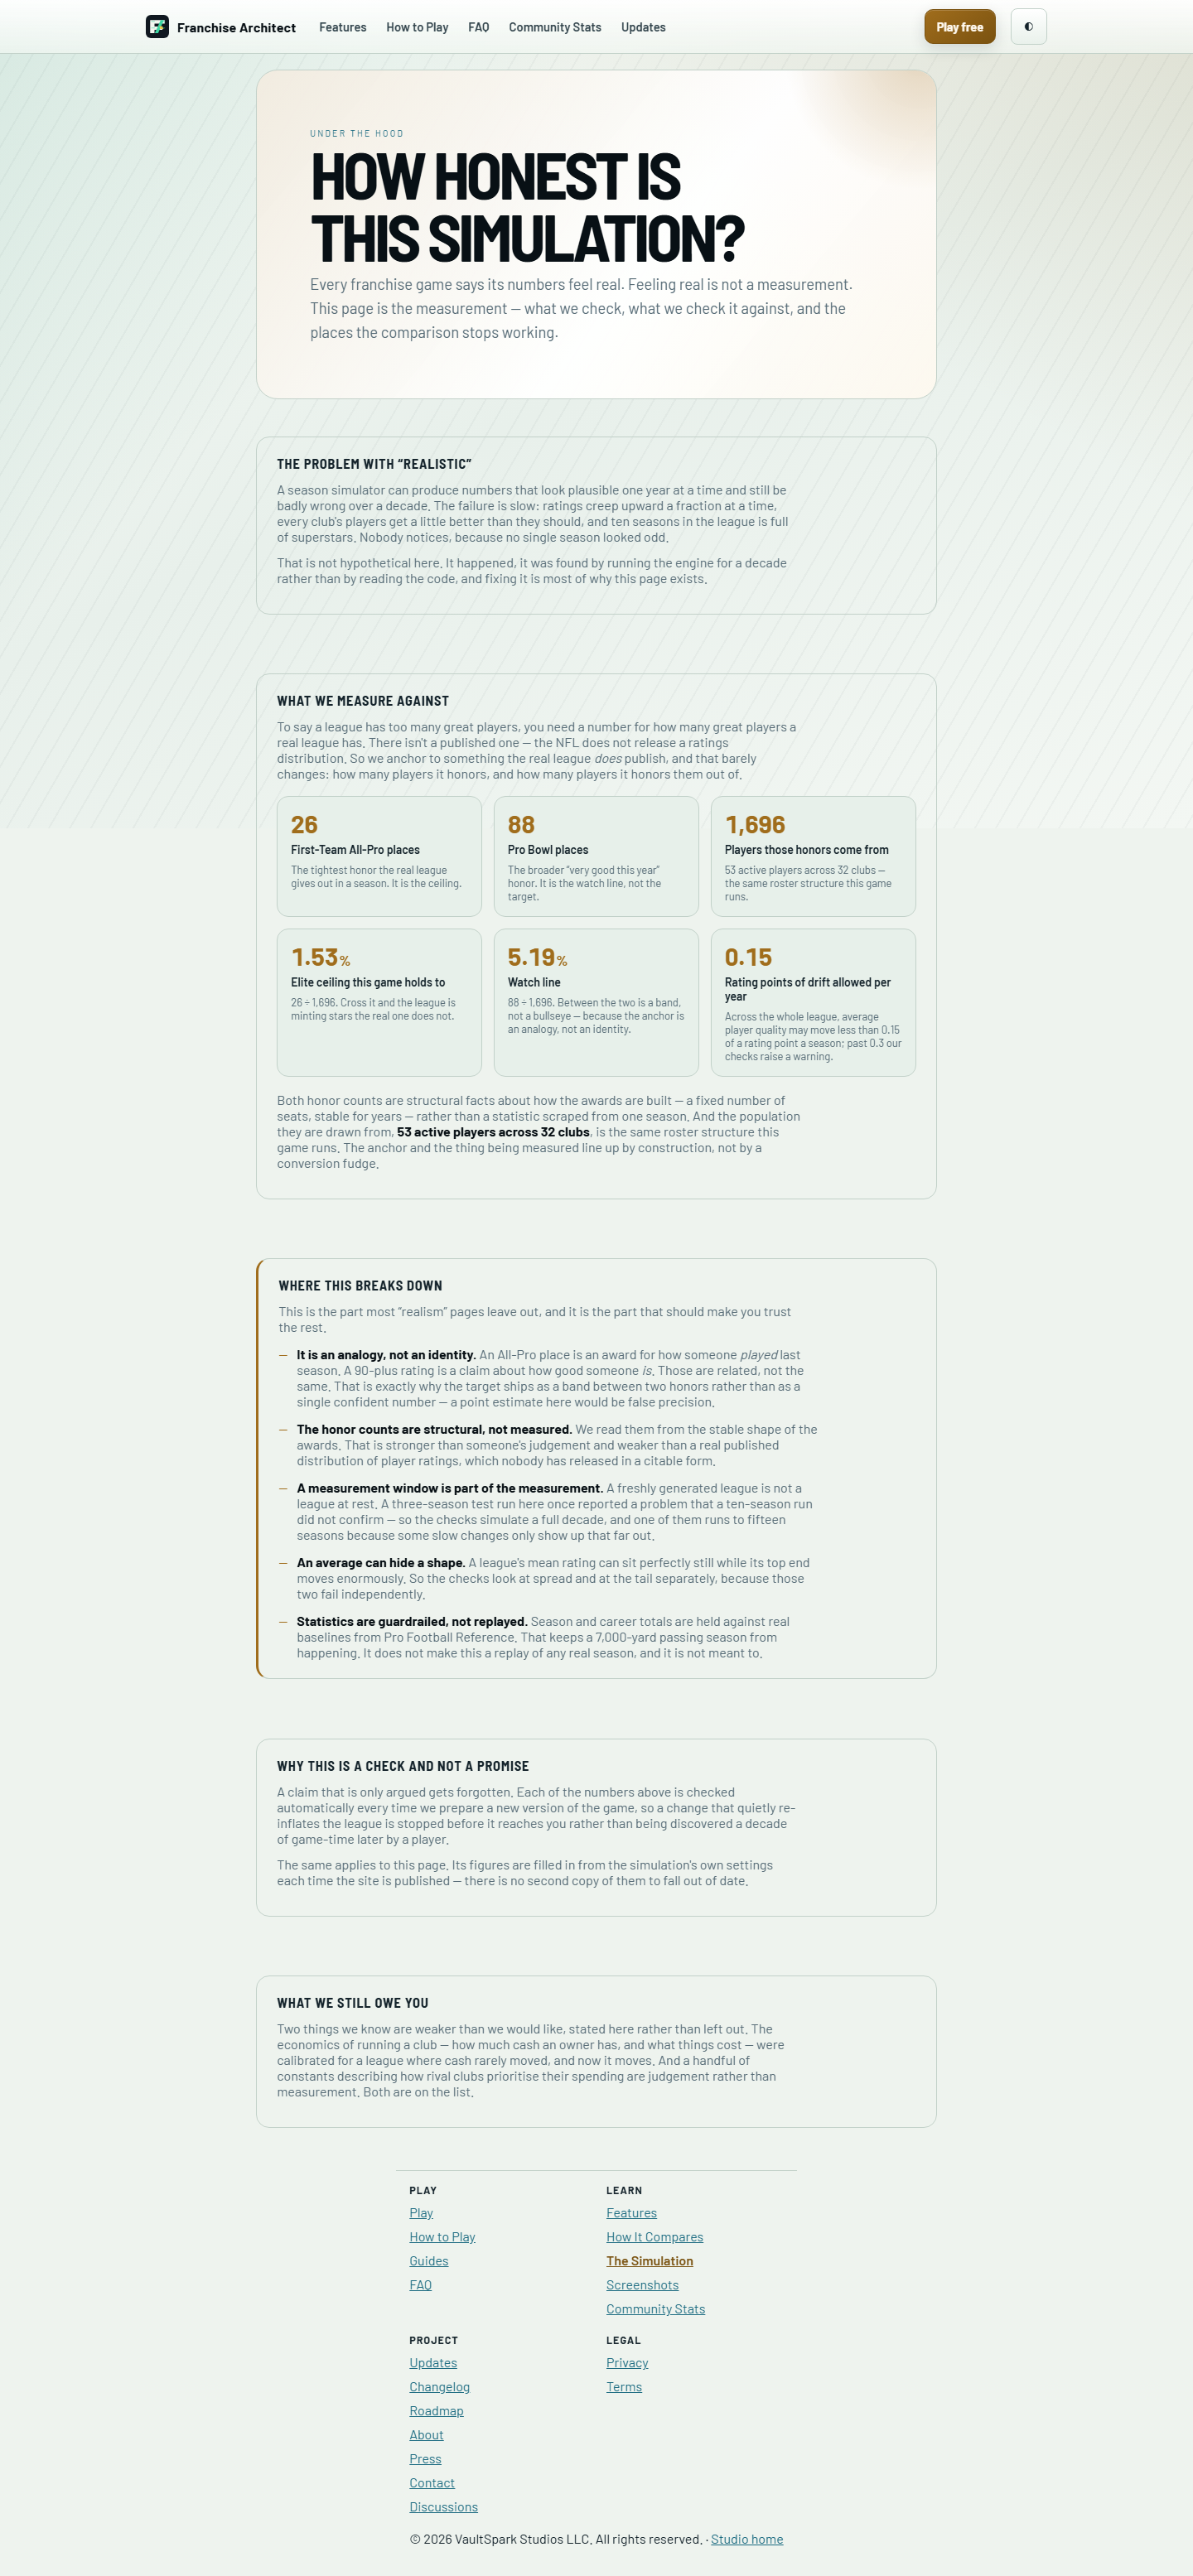 Franchise Architect
Features
How to Play
FAQ
Community Stats
Updates
Play free
UNDER THE HOOD
HOW HONEST IS
THIS SIMULATION?
Every franchise game says its numbers feel real. Feeling real is not a measurement.
This page is the measurement — what we check, what we check it against, and the
places the comparison stops working.
THE PROBLEM WITH “REALISTIC”
A season simulator can produce numbers that look plausible one year at a time and still be
badly wrong over a decade. The failure is slow: ratings creep upward a fraction at a time,
every club's players get a little better than they should, and ten seasons in the league is full
of superstars. Nobody notices, because no single season looked odd.
That is not hypothetical here. It happened, it was found by running the engine for a decade
rather than by reading the code, and fixing it is most of why this page exists.
WHAT WE MEASURE AGAINST
To say a league has too many great players, you need a number for how many great players a
real league has. There isn't a published one — the NFL does not release a ratings
distribution. So we anchor to something the real league does publish, and that barely
changes: how many players it honors, and how many players it honors them out of.
26
First-Team All-Pro places
The tightest honor the real league
gives out in a season. It is the ceiling.
88
Pro Bowl places
The broader “very good this year”
honor. It is the watch line, not the
target.
1,696
Players those honors come from
53 active players across 32 clubs —
the same roster structure this game
runs.
1.53%
Elite ceiling this game holds to
26 ÷ 1,696. Cross it and the league is
minting stars the real one does not.
5.19%
Watch line
88 ÷ 1,696. Between the two is a band,
not a bullseye — because the anchor is
an analogy, not an identity.
0.15
Rating points of drift allowed per
year
Across the whole league, average
player quality may move less than 0.15
of a rating point a season; past 0.3 our
checks raise a warning.
Both honor counts are structural facts about how the awards are built — a fixed number of
seats, stable for years — rather than a statistic scraped from one season. And the population
they are drawn from, 53 active players across 32 clubs, is the same roster structure this
game runs. The anchor and the thing being measured line up by construction, not by a
conversion fudge.
WHERE THIS BREAKS DOWN
This is the part most “realism” pages leave out, and it is the part that should make you trust
the rest.
— It is an analogy, not an identity. An All-Pro place is an award for how someone played last
season. A 90-plus rating is a claim about how good someone is. Those are related, not the
same. That is exactly why the target ships as a band between two honors rather than as a
single confident number — a point estimate here would be false precision.
— The honor counts are structural, not measured. We read them from the stable shape of the
awards. That is stronger than someone's judgement and weaker than a real published
distribution of player ratings, which nobody has released in a citable form.
— A measurement window is part of the measurement. A freshly generated league is not a
league at rest. A three-season test run here once reported a problem that a ten-season run
did not confirm — so the checks simulate a full decade, and one of them runs to fifteen
seasons because some slow changes only show up that far out.
— An average can hide a shape. A league's mean rating can sit perfectly still while its top end
moves enormously. So the checks look at spread and at the tail separately, because those
two fail independently.
— Statistics are guardrailed, not replayed. Season and career totals are held against real
baselines from Pro Football Reference. That keeps a 7,000-yard passing season from
happening. It does not make this a replay of any real season, and it is not meant to.
WHY THIS IS A CHECK AND NOT A PROMISE
A claim that is only argued gets forgotten. Each of the numbers above is checked
automatically every time we prepare a new version of the game, so a change that quietly re-
inflates the league is stopped before it reaches you rather than being discovered a decade
of game-time later by a player.
The same applies to this page. Its figures are filled in from the simulation's own settings
each time the site is published — there is no second copy of them to fall out of date.
WHAT WE STILL OWE YOU
Two things we know are weaker than we would like, stated here rather than left out. The
economics of running a club — how much cash an owner has, and what things cost — were
calibrated for a league where cash rarely moved, and now it moves. And a handful of
constants describing how rival clubs prioritise their spending are judgement rather than
measurement. Both are on the list.
PLAY
Play
How to Play
Guides
FAQ
LEARN
Features
How It Compares
The Simulation
Screenshots
Community Stats
PROJECT
Updates
Changelog
Roadmap
About
Press
Contact
Discussions
LEGAL
Privacy
Terms
© 2026 VaultSpark Studios LLC. All rights reserved. · Studio home